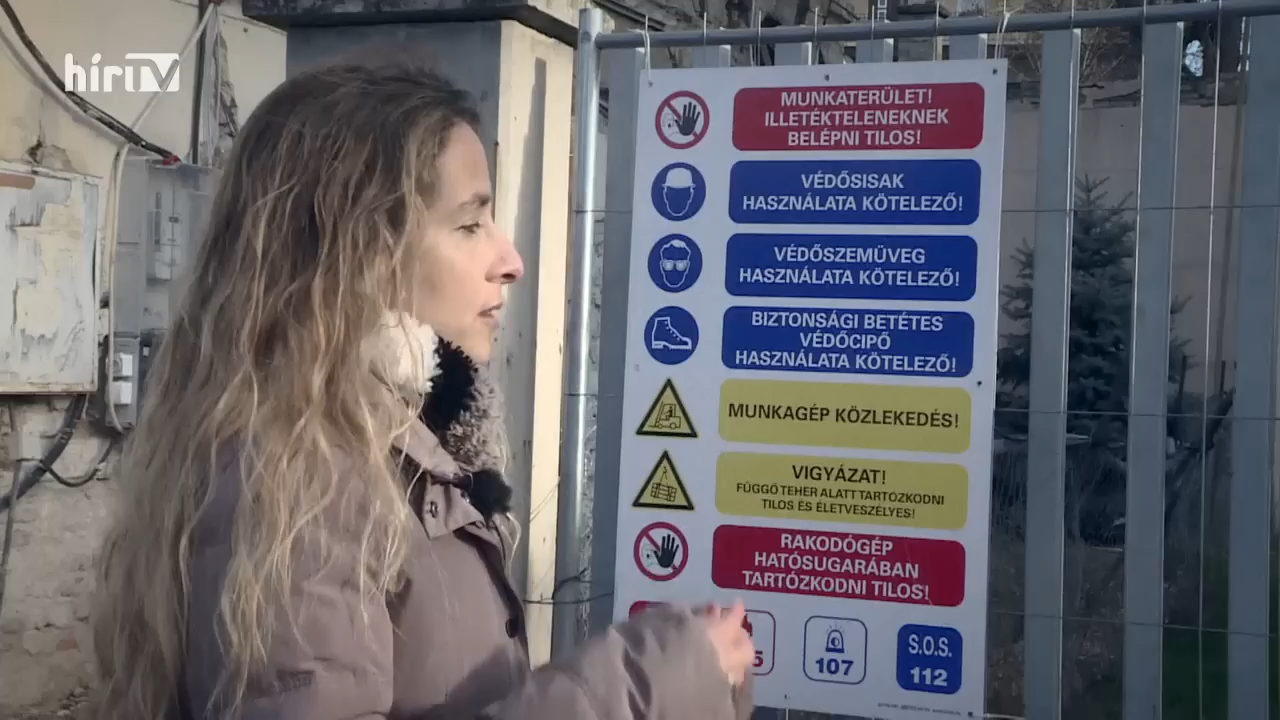 hírTV
MUNKATERÜLET!
ILLETÉKTELENEKNEK
BELÉPNI TILOS!
VÉDŐSISAK
HASZNÁLATA KÖTELEZŐ!
VÉDŐSZEMÜVEG
HASZNÁLATA KÖTELEZŐ!
BIZTONSÁGI BETÉTES
VÉDŐCIPŐ
HASZNÁLATA KÖTELEZŐ!
MUNKAGÉP KÖZLEKEDÉS!
VIGYÁZAT!
FÜGGŐ TEHER ALATT TARTÓZKODNI
TILOS ÉS ÉLETVESZÉLYES!
RAKODÓGÉP
HATÓSUGARÁBAN
TARTÓZKODNI TILOS!
5
107
S.O.S.
112